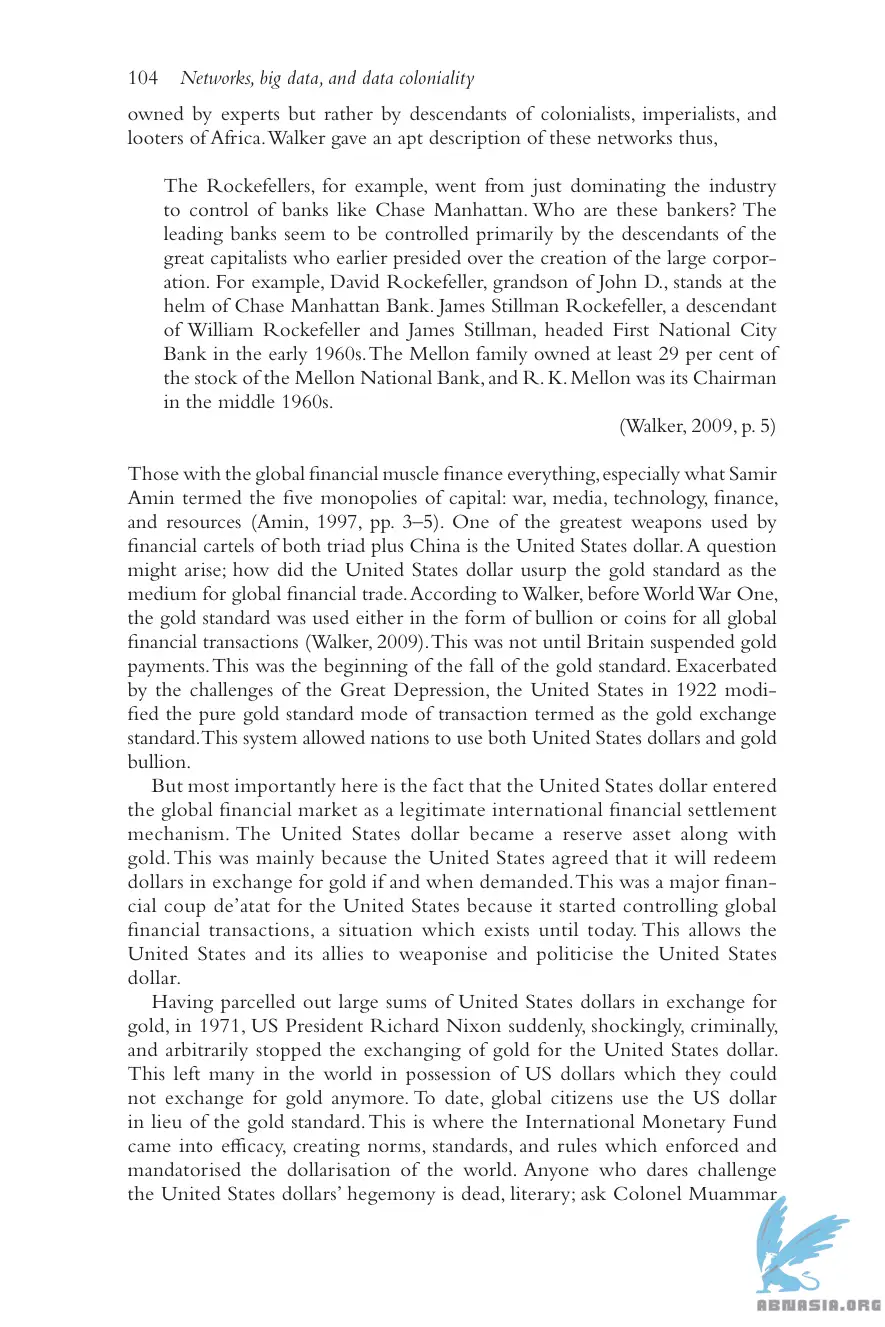 104 Networks, big data, and data coloniality
owned by experts but rather by descendants of colonialists, imperialists, and
looters of Africa. Walker gave an apt description of these networks thus,
The Rockefellers, for example, went from just dominating the industry
to control of banks like Chase Manhattan. Who are these bankers? The
leading banks seem to be controlled primarily by the descendants of the
great capitalists who earlier presided over the creation of the large corpor-
ation. For example, David Rockefeller, grandson of John D., stands at the
helm of Chase Manhattan Bank. James Stillman Rockefeller, a descendant
of William Rockefeller and James Stillman, headed First National City
Bank in the early 1960s. The Mellon family owned at least 29 per cent of
the stock of the Mellon National Bank, and R. K. Mellon was its Chairman
in the middle 1960s.
(Walker, 2009, p. 5)
Those with the global financial muscle finance everything, especially what Samir
Amin termed the five monopolies of capital: war, media, technology, finance,
and resources (Amin, 1997, pp. 3–5). One of the greatest weapons used by
financial cartels of both triad plus China is the United States dollar. A question
might arise; how did the United States dollar usurp the gold standard as the
medium for global financial trade. According to Walker, before World War One,
the gold standard was used either in the form of bullion or coins for all global
financial transactions (Walker, 2009). This was not until Britain suspended gold
payments. This was the beginning of the fall of the gold standard. Exacerbated
by the challenges of the Great Depression, the United States in 1922 modi-
fied the pure gold standard mode of transaction termed as the gold exchange
standard. This system allowed nations to use both United States dollars and gold
bullion.
But most importantly here is the fact that the United States dollar entered
the global financial market as a legitimate international financial settlement
mechanism. The United States dollar became a reserve asset along with
gold. This was mainly because the United States agreed that it will redeem
dollars in exchange for gold if and when demanded. This was a major finan-
cial coup de’atat for the United States because it started controlling global
financial transactions, a situation which exists until today. This allows the
United States and its allies to weaponise and politicise the United States
dollar.
Having parcelled out large sums of United States dollars in exchange for
gold, in 1971, US President Richard Nixon suddenly, shockingly, criminally,
and arbitrarily stopped the exchanging of gold for the United States dollar.
This left many in the world in possession of US dollars which they could
not exchange for gold anymore. To date, global citizens use the US dollar
in lieu of the gold standard. This is where the International Monetary Fund
came into efficacy, creating norms, standards, and rules which enforced and
mandatorised the dollarisation of the world. Anyone who dares challenge
the United States dollars’ hegemony is dead, literary; ask Colonel Muammar
ABNASIA.ORG